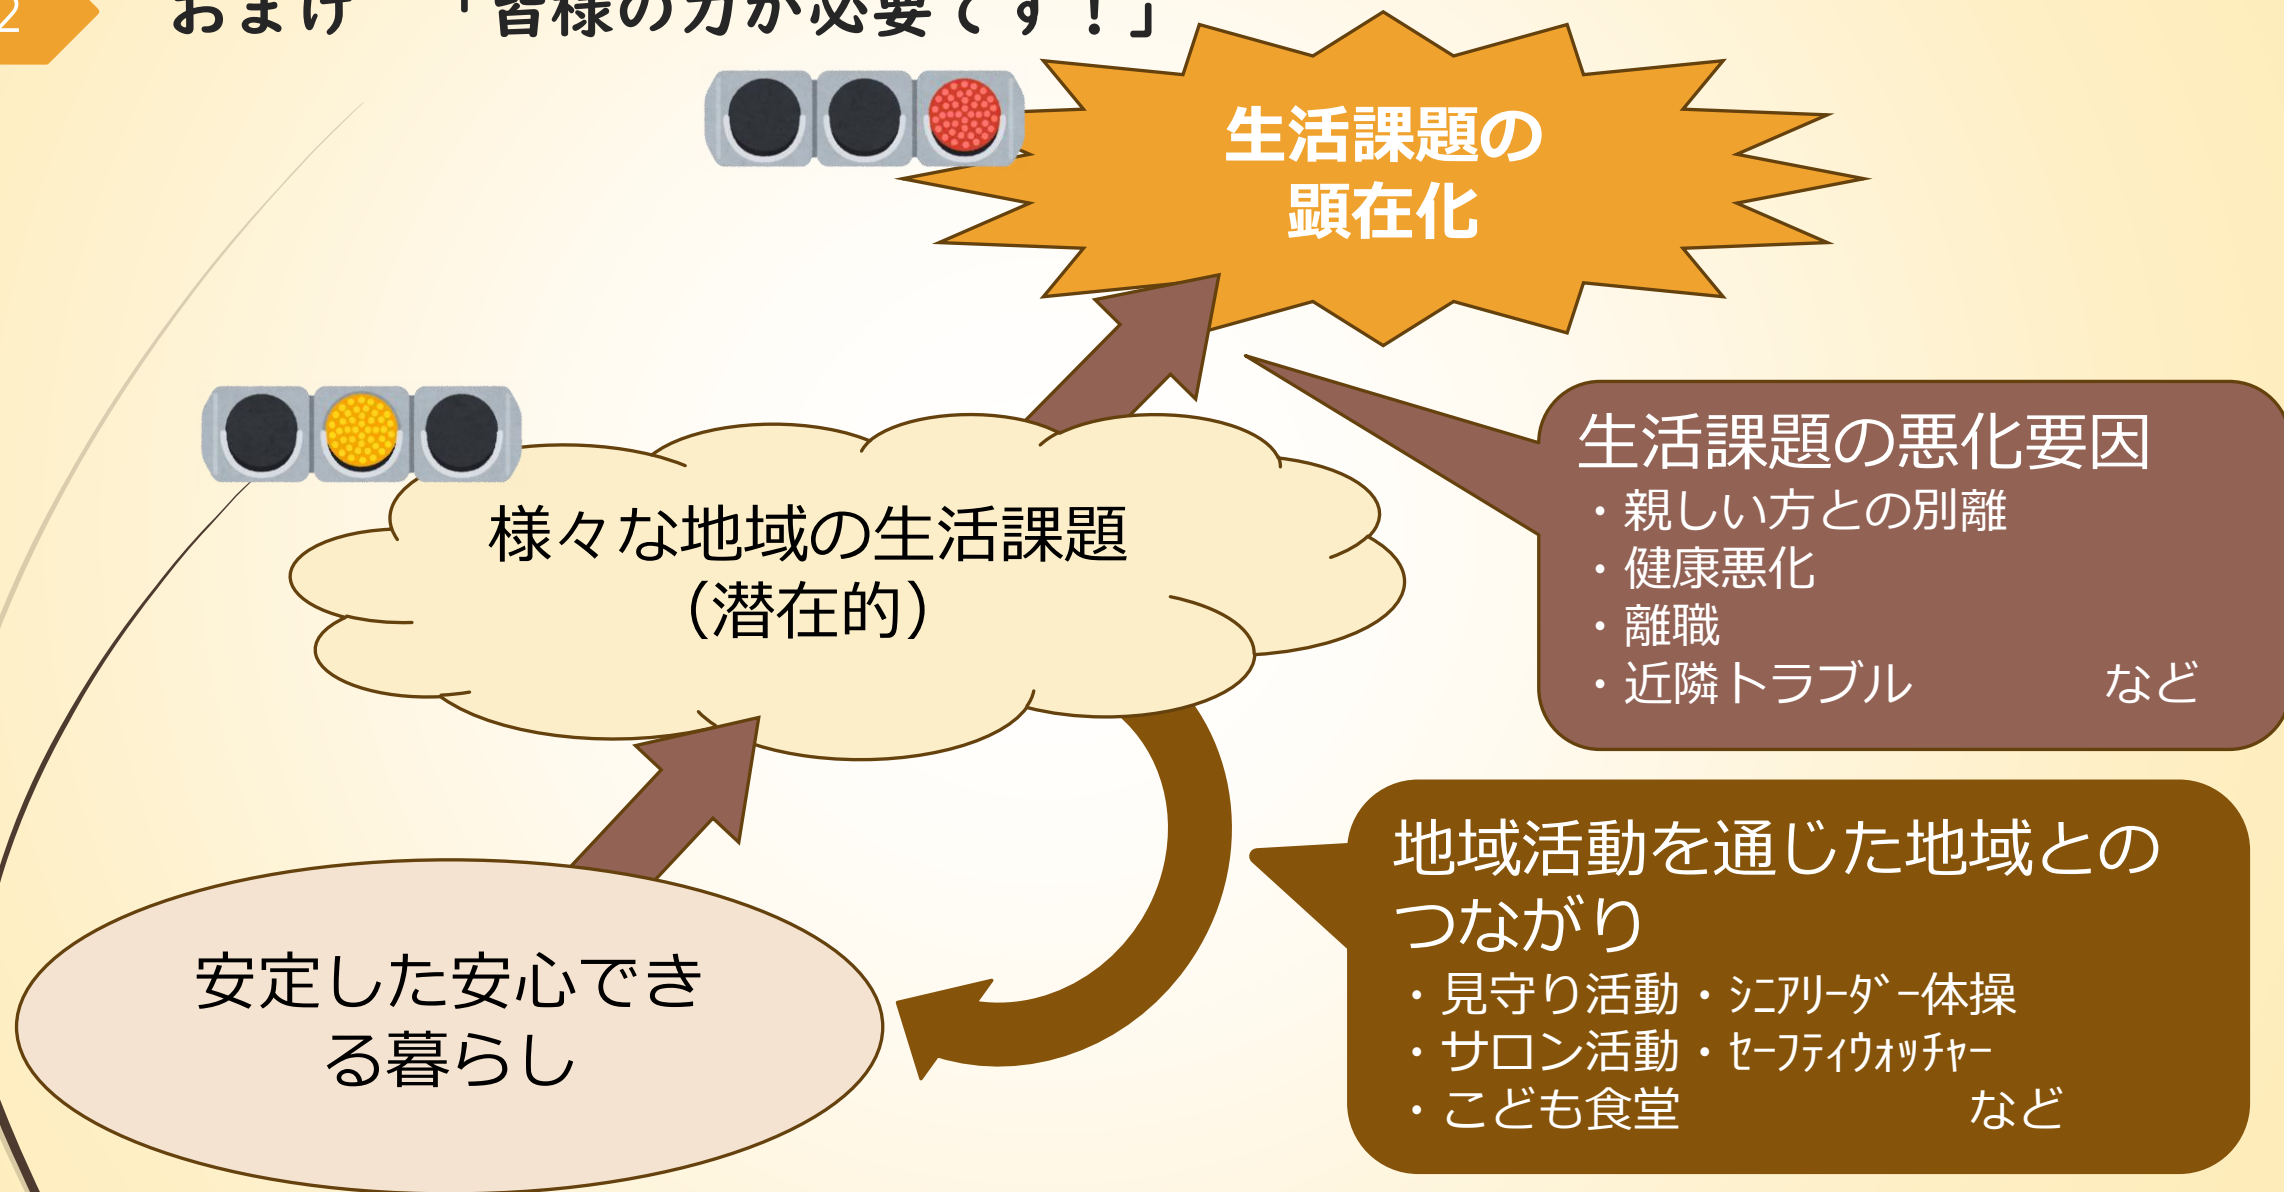 2
おまけ　「皆様の力が必要です！」
生活課題の
顕在化
様々な地域の生活課題
（潜在的）
安定した安心でき
る暮らし
生活課題の悪化要因
・親しい方との別離
・健康悪化
・離職
・近隣トラブル　　　　など
地域活動を通じた地域との
つながり
・見守り活動・ｼﾆｱﾘｰﾀﾞｰ体操
・サロン活動・ｾｰﾌﾃｨｳｫｯﾁｬｰ
・こども食堂　　　　　　など